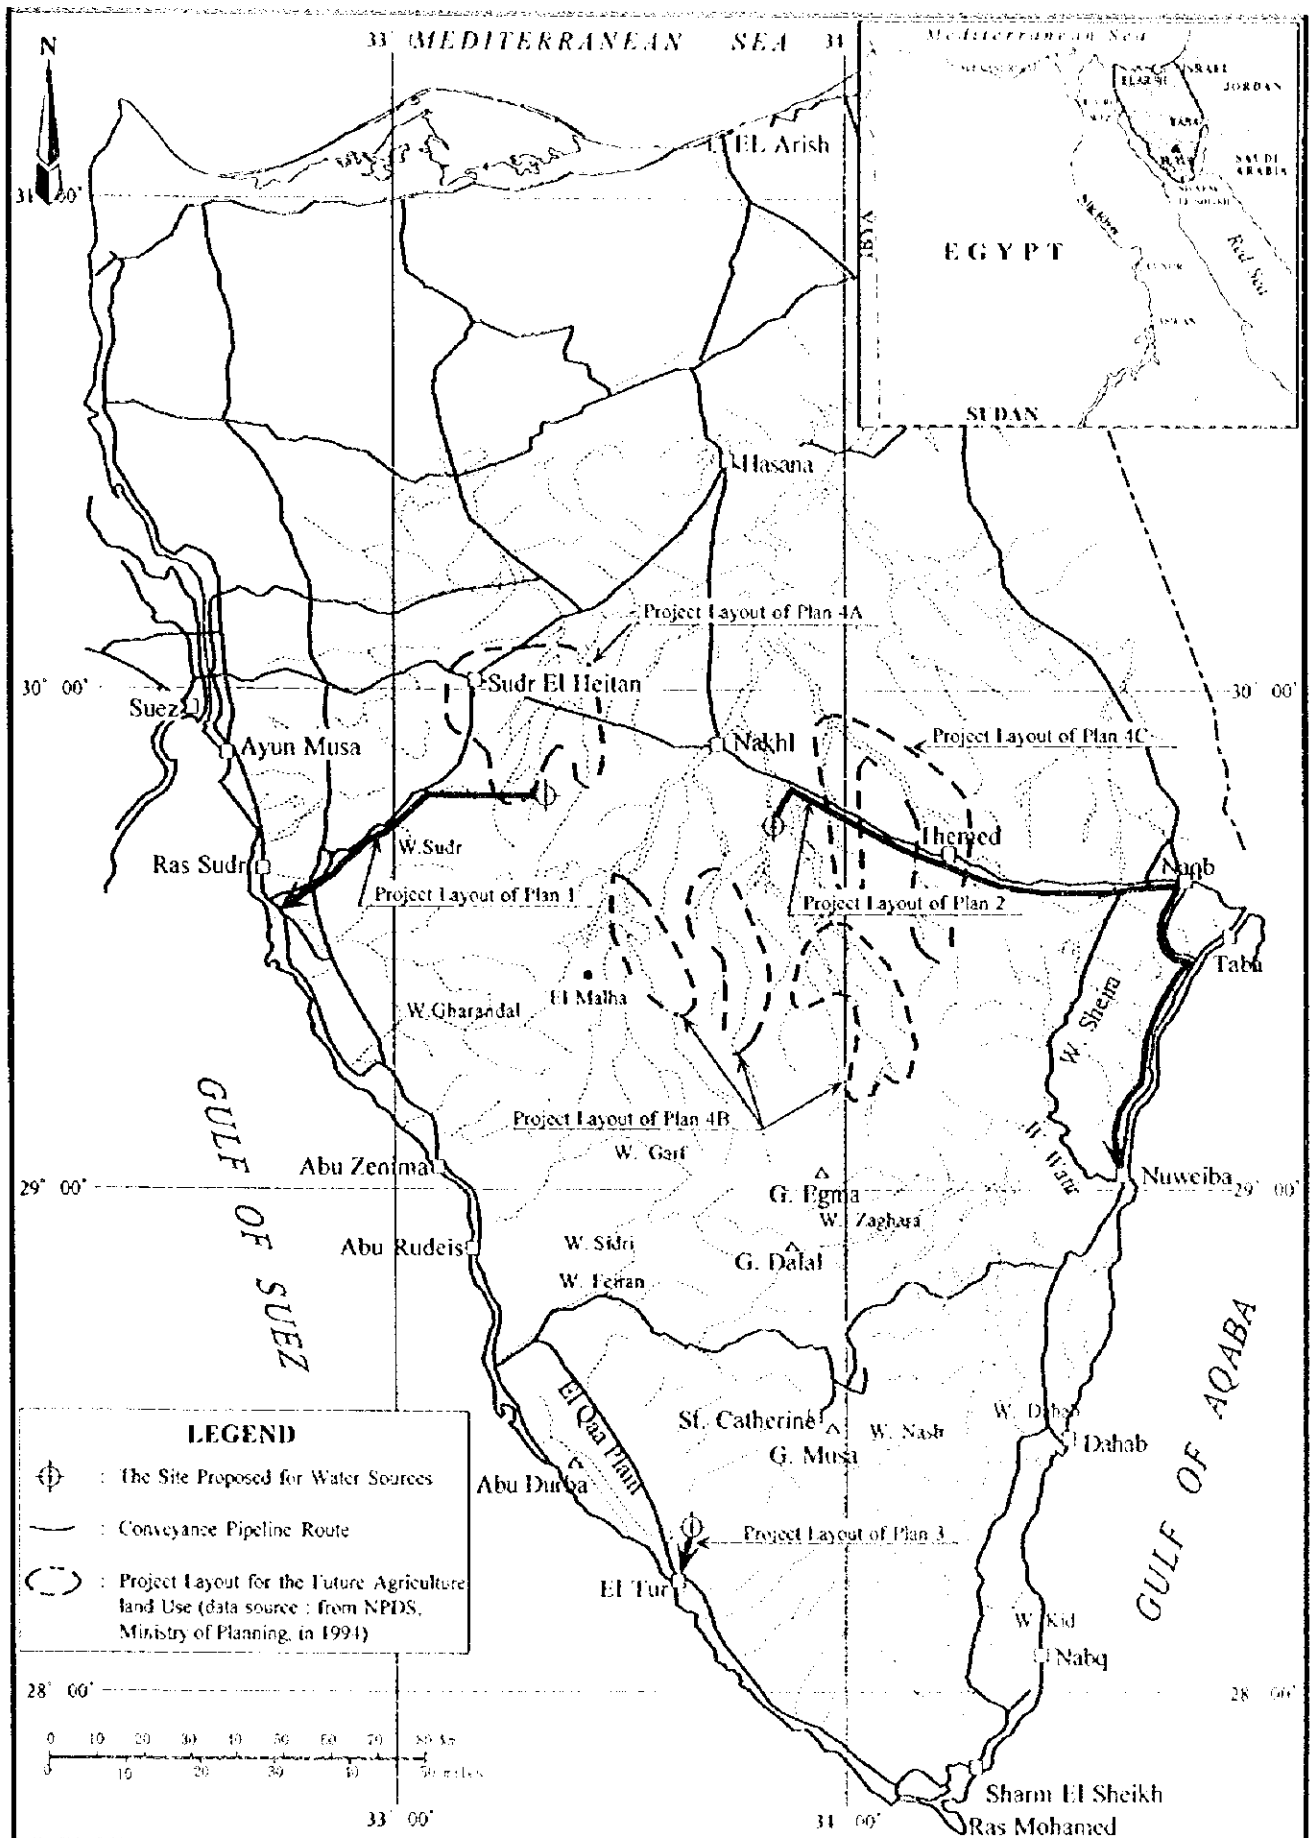 N
33
MEDITERRANEAN SEA
31
EL Arish
31 00'
Mediterranean Sea
ISRAEL
JORDAN
SAUDI
ARABIA
EGYPT
Red Sea
ASWAN
SUDAN
Hasana
Project Layout of Plan 4A
30° 00'
Sudr El Heitan
30° 00'
Suez
Ayun Musa
Nakhl
Project Layout of Plan 4C
Themed
W.Sudr
Ras Sudr
Naqb
Project Layout of Plan 1
Project Layout of Plan 2
Taba
El Malha
W.Gharandal
W. Sheira
GULF OF SUEZ
Project Layout of Plan 4B
W. Garf
Abu Zenima
W. Watir
G. Egma
Nuweiba
29° 00'
29° 00'
W. Zaghara
Abu Rudeis
W. Sidri
G. Dalal
W. Feiran
GULF OF AQABA
El Qaa Plain
St. Catherine
W. Nasb
W. Dahab
Dahab
G. Musa
Abu Durba
LEGEND
: The Site Proposed for Water Sources
: Conveyance Pipeline Route
: Project Layout for the Future Agriculture
land Use (data source : from NPDS,
Ministry of Planning, in 1994)
Project Layout of Plan 3
El Tur
W. Kid
Nabq
28° 00'
28° 00'
0 10 20 30 40 50 60 70 80 Km
0 10 20 30 40 50 miles
Sharm El Sheikh
33° 00'
31° 00'
Ras Mohamed